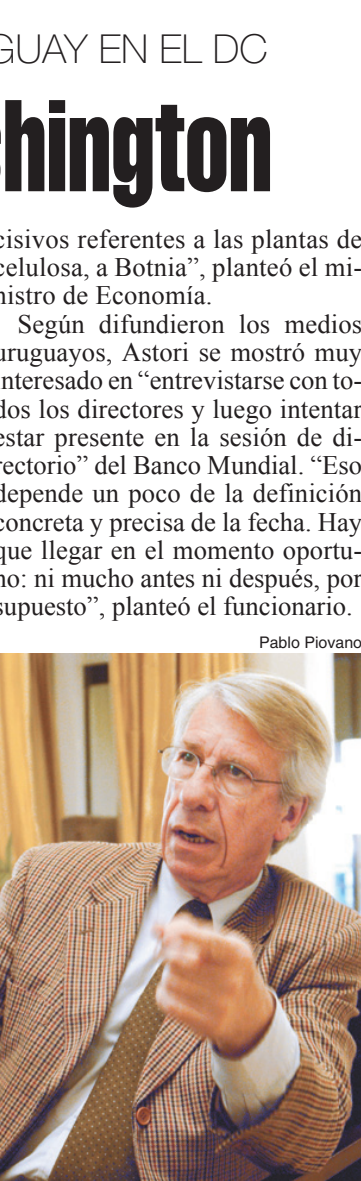 GUAY EN EL DC
hington
cisivos referentes a las plantas de
celulosa, a Botnia”, planteó el mi-
nistro de Economía.
Según difundieron los medios
uruguayos, Astori se mostró muy
interesado en “entrevistarse con to-
dos los directores y luego intentar
estar presente en la sesión de di-
rectorio” del Banco Mundial. “Eso
depende un poco de la definición
concreta y precisa de la fecha. Hay
que llegar en el momento oportu-
no: ni mucho antes ni después, por
supuesto”, planteó el funcionario.
Pablo Piovano